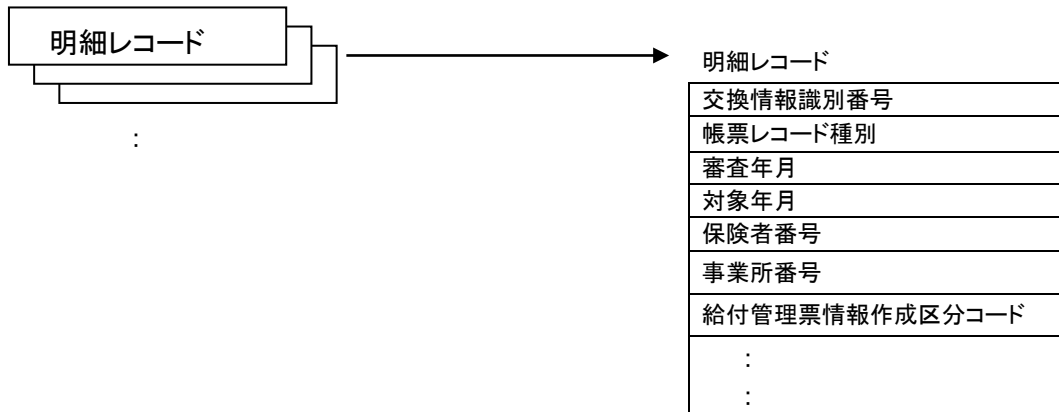 明細レコード
:
明細レコード
交換情報識別番号
帳票レコード種別
審査年月
対象年月
保険者番号
事業所番号
給付管理票情報作成区分コード
:
: